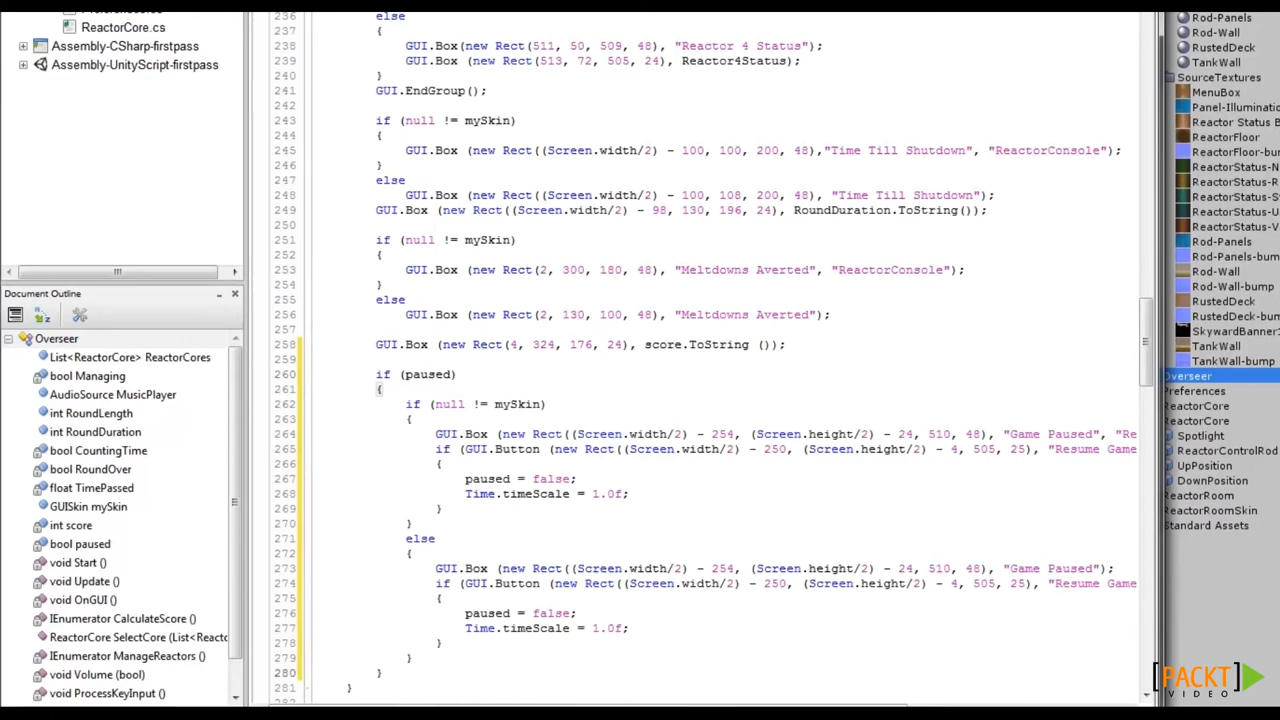 ReactorCore.cs
Assembly-CSharp-firstpass
Assembly-UnityScript-firstpass
Document Outline
Overseer
List<ReactorCore> ReactorCores
bool Managing
AudioSource MusicPlayer
int RoundLength
int RoundDuration
bool CountingTime
bool RoundOver
float TimePassed
GUISkin mySkin
int score
bool paused
void Start ()
void Update ()
void OnGUI ()
IEnumerator CalculateScore ()
ReactorCore SelectCore (List<Reacto
IEnumerator ManageReactors ()
void Volume (bool)
void ProcessKeyInput ()
236 else
237 {
238 GUI.Box(new Rect(511, 50, 509, 48), "Reactor 4 Status");
239 GUI.Box (new Rect(513, 72, 505, 24), Reactor4Status);
240 }
241 GUI.EndGroup();
242
243 if (null != mySkin)
244 {
245 GUI.Box (new Rect((Screen.width/2) - 100, 100, 200, 48),"Time Till Shutdown", "ReactorConsole");
246 }
247 else
248 GUI.Box (new Rect((Screen.width/2) - 100, 108, 200, 48), "Time Till Shutdown");
249 GUI.Box (new Rect((Screen.width/2) - 98, 130, 196, 24), RoundDuration.ToString());
250
251 if (null != mySkin)
252 {
253 GUI.Box (new Rect(2, 300, 180, 48), "Meltdowns Averted", "ReactorConsole");
254 }
255 else
256 GUI.Box (new Rect(2, 130, 100, 48), "Meltdowns Averted");
257
258 GUI.Box (new Rect(4, 324, 176, 24), score.ToString ());
259
260 if (paused)
261 {
262 if (null != mySkin)
263 {
264 GUI.Box (new Rect((Screen.width/2) - 254, (Screen.height/2) - 24, 510, 48), "Game Paused", "Re
265 if (GUI.Button (new Rect((Screen.width/2) - 250, (Screen.height/2) - 4, 505, 25), "Resume Game
266 {
267 paused = false;
268 Time.timeScale = 1.0f;
269 }
270 }
271 else
272 {
273 GUI.Box (new Rect((Screen.width/2) - 254, (Screen.height/2) - 24, 510, 48), "Game Paused");
274 if (GUI.Button (new Rect((Screen.width/2) - 250, (Screen.height/2) - 4, 505, 25), "Resume Game
275 {
276 paused = false;
277 Time.timeScale = 1.0f;
278 }
279 }
280 }
281 }
Rod-Panels
Rod-Wall
RustedDeck
TankWall
SourceTextures
MenuBox
Panel-Illumination
Reactor Status B
ReactorFloor
ReactorFloor-bum
ReactorStatus-N
ReactorStatus-R
ReactorStatus-S
ReactorStatus-U
ReactorStatus-V
Rod-Panels
Rod-Panels-bump
Rod-Wall
Rod-Wall-bump
RustedDeck
RustedDeck-bump
SkywardBanner
TankWall
TankWall-bump
Overseer
Preferences
ReactorCore
ReactorCore
Spotlight
ReactorControlRod
UpPosition
DownPosition
ReactorRoom
ReactorRoomSkin
Standard Assets
[PACKT]
VIDEO